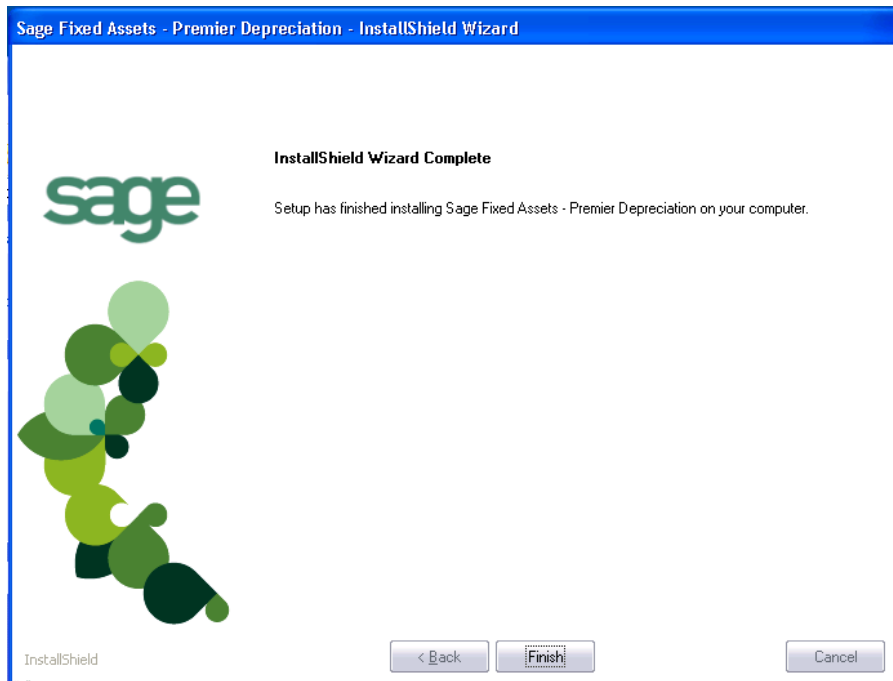 Sage Fixed Assets - Premier Depreciation - InstallShield Wizard
InstallShield Wizard Complete
sage
Setup has finished installing Sage Fixed Assets - Premier Depreciation on your computer.
InstallShield
< Back
Finish
Cancel